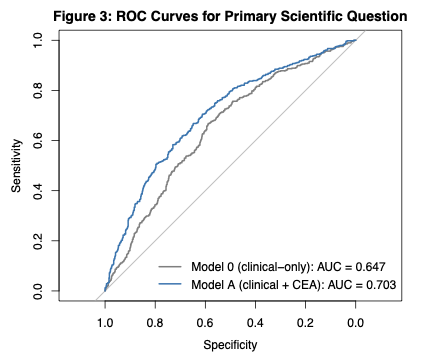 Figure 3: ROC Curves for Primary Scientific Question
1.0
0.8
0.6
0.4
0.2
0.0
Sensitivity
Model 0 (clinical−only): AUC = 0.647
Model A (clinical + CEA): AUC = 0.703
1.0 0.8 0.6 0.4 0.2 0.0
Specificity